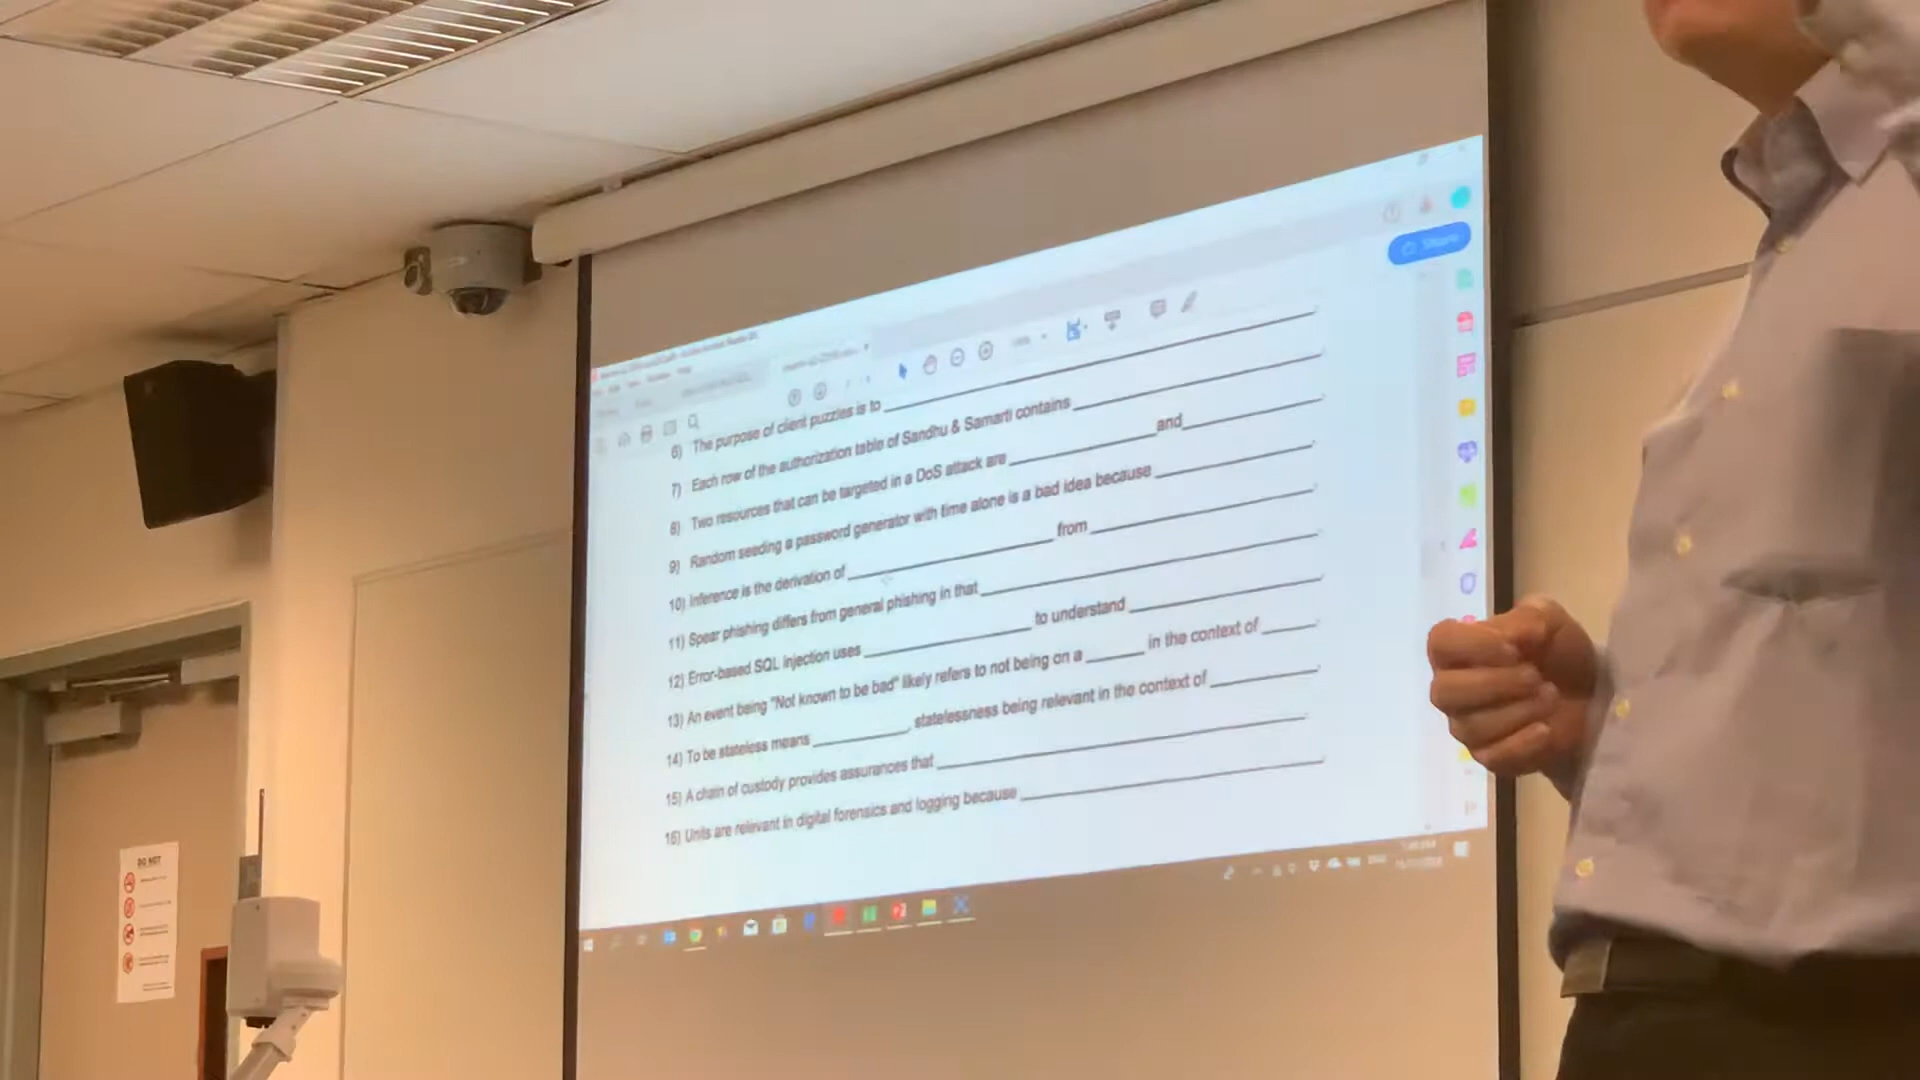 Share
6) The purpose of client puzzles is to
7) Each row of the authorization table of Sandhu & Samarti contains
8) Two resources that can be targeted in a DoS attack are and
9) Random seeding a password generator with time alone is a bad idea because
10) Inference is the derivation of from
11) Spear phishing differs from general phishing in that
12) Error-based SQL injection uses to understand
13) An event being "Not known to be bad" likely refers to not being on a in the context of
14) To be stateless means , statelessness being relevant in the context of
15) A chain of custody provides assurances that
16) Units are relevant in digital forensics and logging because
DO NOT